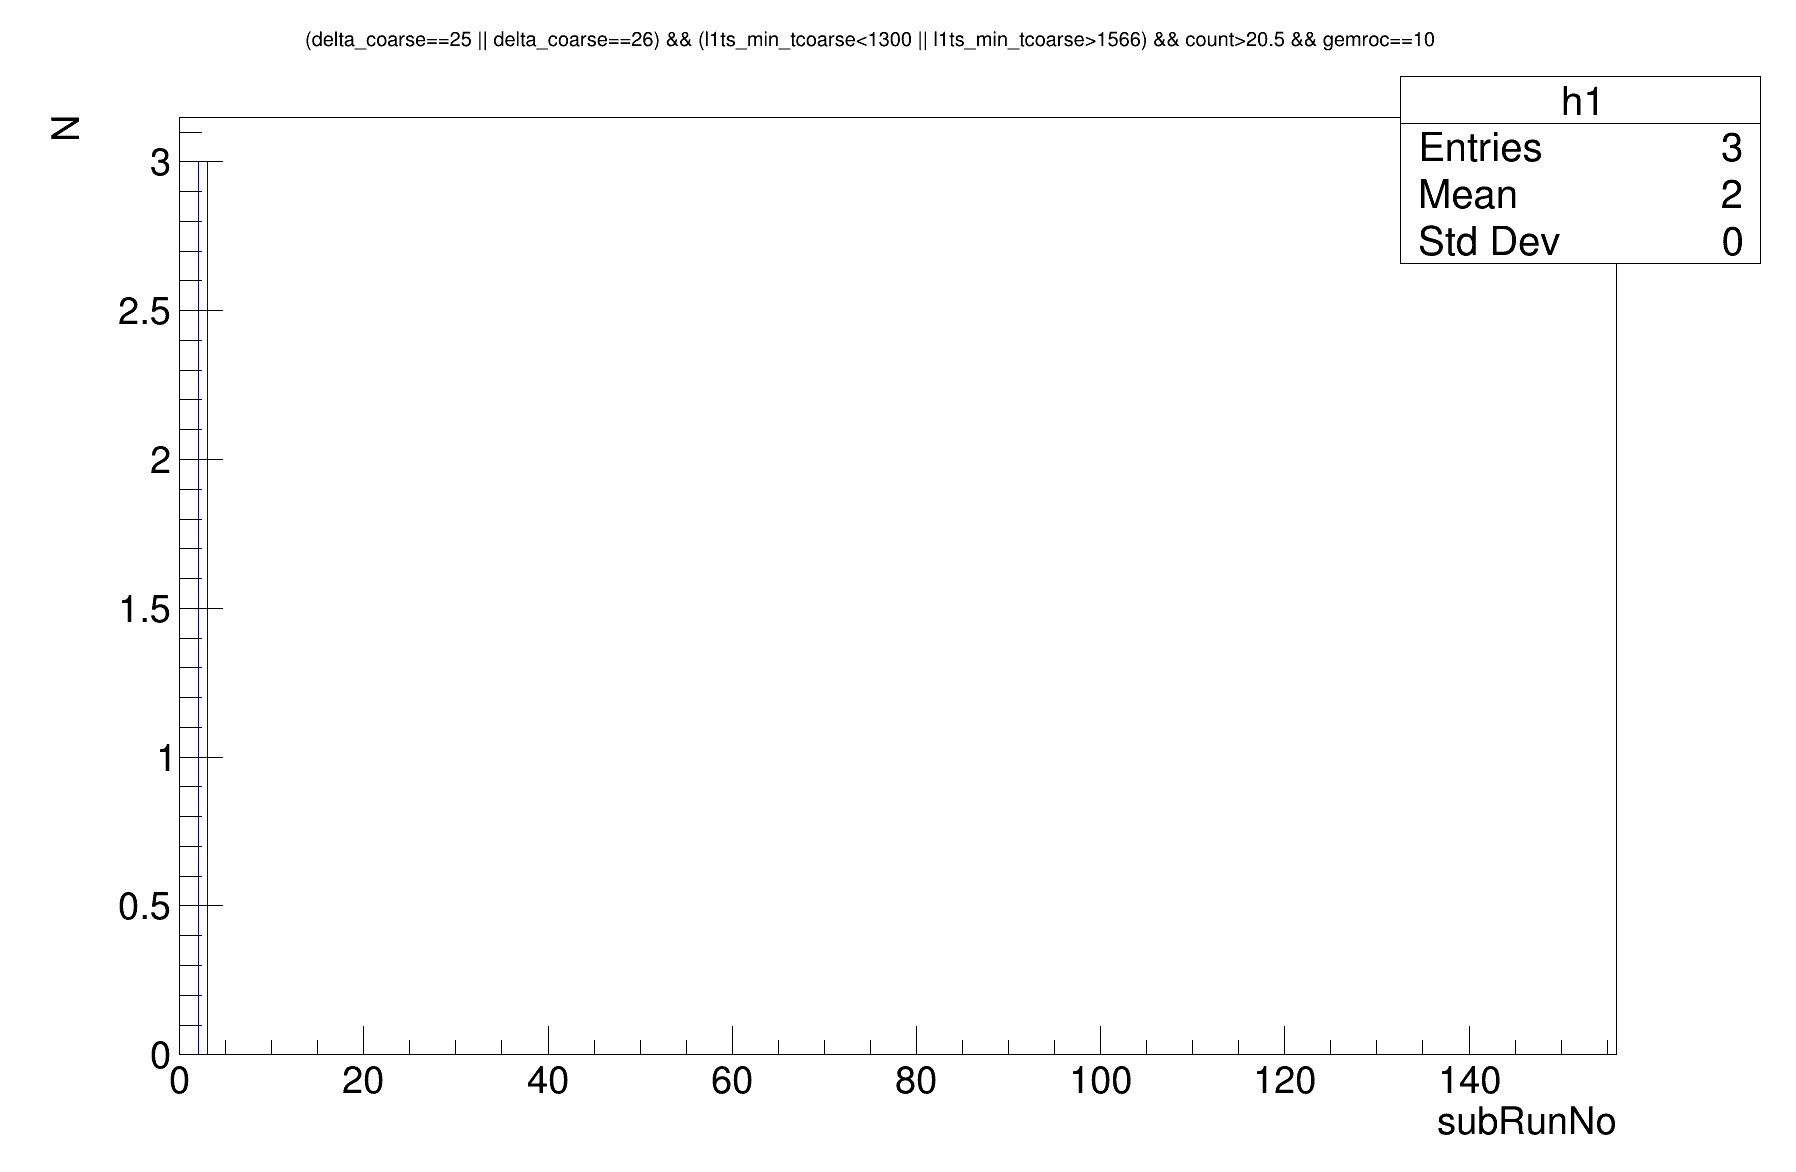 (delta_coarse==25 || delta_coarse==26) && (l1ts_min_tcoarse<1300 || l1ts_min_tcoarse>1566) && count>20.5 && gemroc==10
h1
Entries 3
Mean 2
Std Dev 0
N
3
2.5
2
1.5
1
0.5
0
0 20 40 60 80 100 120 140
subRunNo